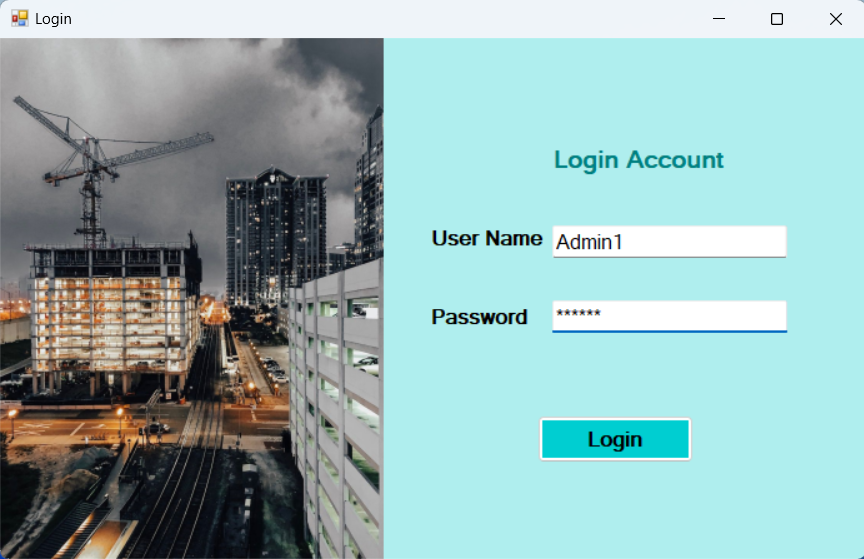 Login
Login Account
User Name Admin1
Password ******
Login